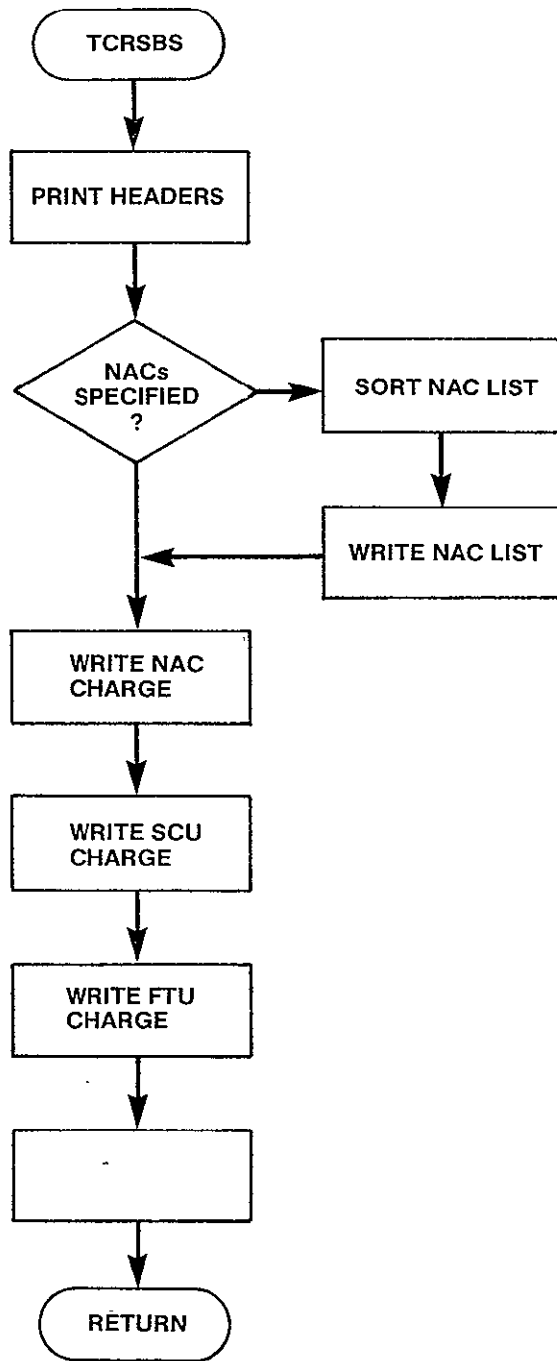 TCRSBS
PRINT HEADERS
NACs
SPECIFIED
?
SORT NAC LIST
WRITE NAC LIST
WRITE NAC
CHARGE
WRITE SCU
CHARGE
WRITE FTU
CHARGE
RETURN